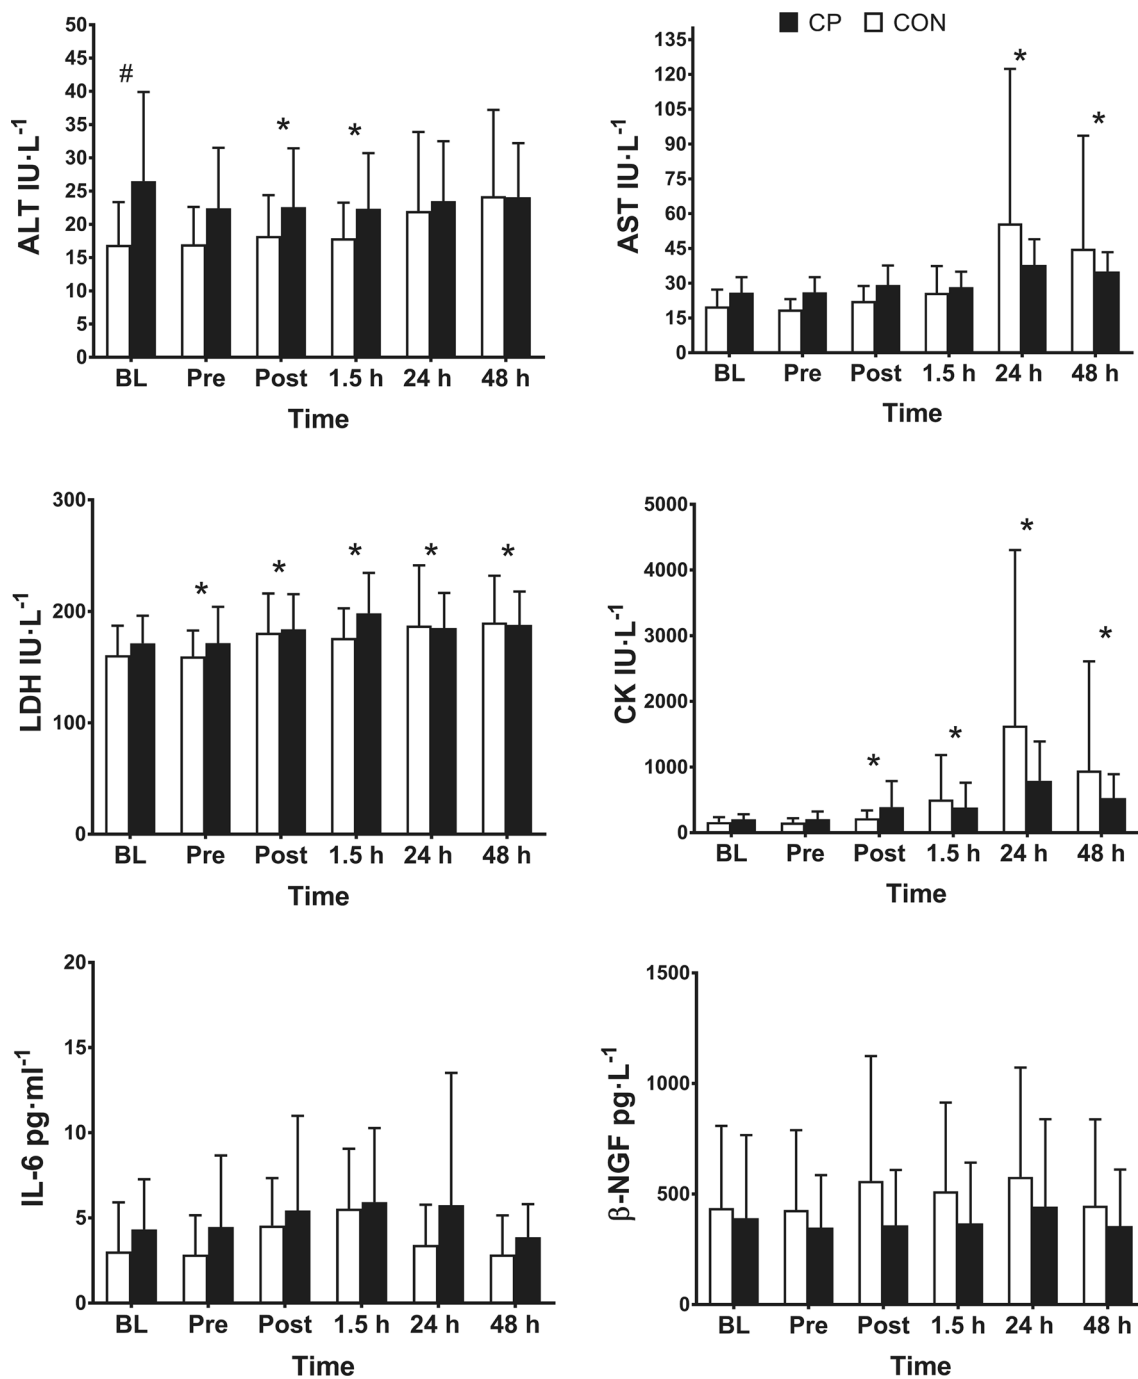 CP CON
50
45
40
35
30
25
20
15
10
5
0
ALT IU·L-1
#
*
*
BL Pre Post 1.5 h 24 h 48 h
Time
135
120
105
90
75
60
45
30
15
0
AST IU·L-1
*
*
BL Pre Post 1.5 h 24 h 48 h
Time
300
200
100
0
LDH IU·L-1
*
*
*
*
*
BL Pre Post 1.5 h 24 h 48 h
Time
5000
4000
3000
2000
1000
0
CK IU·L-1
*
*
*
*
BL Pre Post 1.5 h 24 h 48 h
Time
20
15
10
5
0
IL-6 pg·ml-1
BL Pre Post 1.5 h 24 h 48 h
Time
1500
1000
500
0
β-NGF pg·L-1
BL Pre Post 1.5 h 24 h 48 h
Time